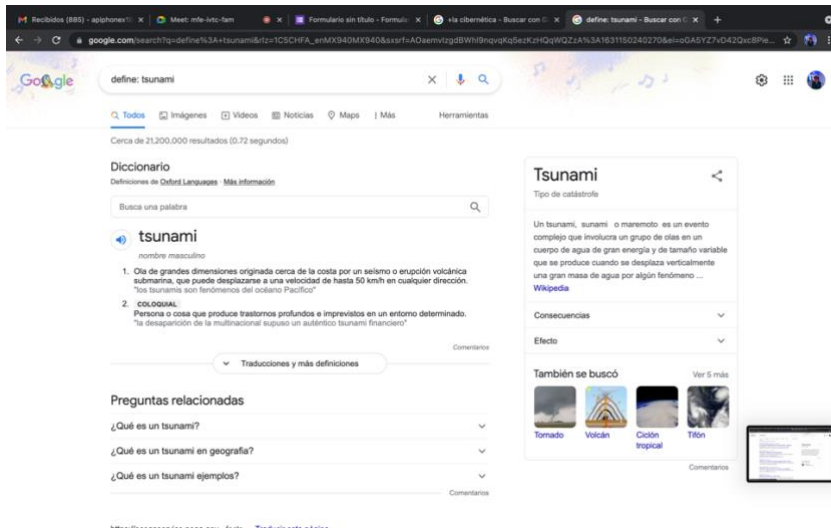 Recibidos (885) - apiphonex1
Meet: mfe-ivtc-fam
Formulario sin título - Formular
+la cibernética - Buscar con G
define: tsunami - Buscar con G
google.com/search?q=define%3A+tsunami&rlz=1C5CHFA_enMX940MX940&sxsrf=
Google
define: tsunami
Todos
Imágenes
Videos
Noticias
Maps
Más
Herramientas
Cerca de 21,200,000 resultados (0.72 segundos)
Diccionario
Definiciones de Oxford Languages · Más información
Busca una palabra
tsunami
nombre masculino
1. Ola de grandes dimensiones originada cerca de la costa por un seísmo o erupción volcánica
submarina, que puede desplazarse a una velocidad de hasta 50 km/h en cualquier dirección.
"los tsunamis son fenómenos del océano Pacífico"
2. COLOQUIAL
Persona o cosa que produce trastornos profundos e imprevistos en un entorno determinado.
"la desaparición de la multinacional supuso un auténtico tsunami financiero"
Comentarios
Traducciones y más definiciones
Preguntas relacionadas
¿Qué es un tsunami?
¿Qué es un tsunami en geografia?
¿Qué es un tsunami ejemplos?
Comentarios
Traducir esta página
Tsunami
Tipo de catástrofe
Un tsunami, sunami o maremoto es un evento
complejo que involucra un grupo de olas en un
cuerpo de agua de gran energía y de tamaño variable
que se produce cuando se desplaza verticalmente
una gran masa de agua por algún fenómeno ...
Wikipedia
Consecuencias
Efecto
También se buscó
Ver 5 más
Tornado
Volcán
Ciclón
tropical
Tifón
Comentarios